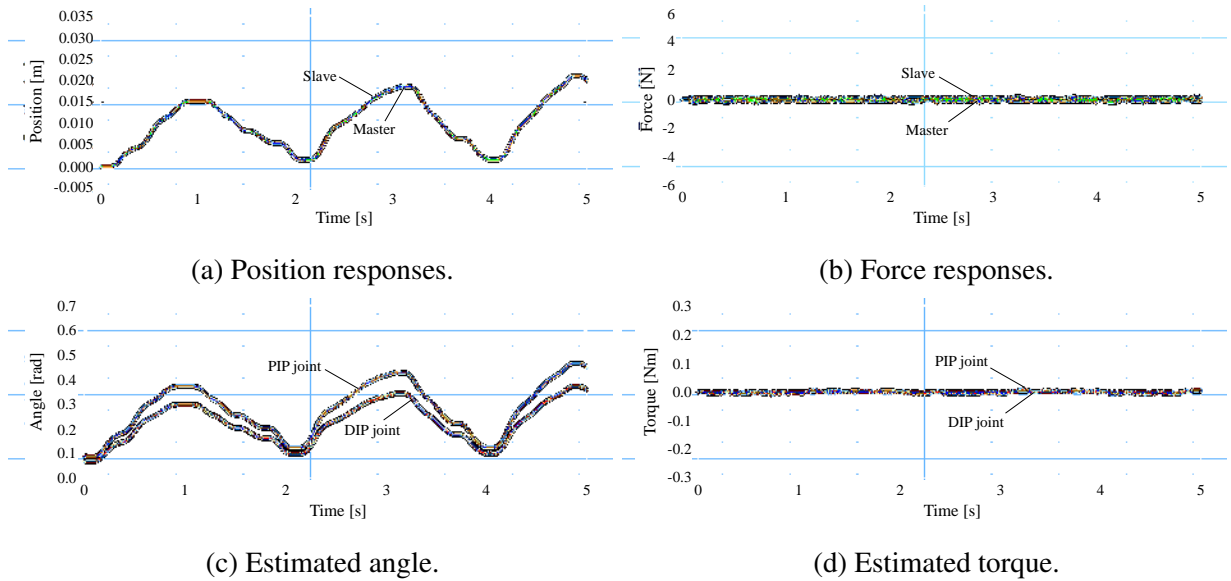 0.035
0.030
0.025
0.020
0.015
0.010
0.005
0.000
-0.005
Position [m]
Slave
Master
0 1 2 3 4 5
Time [s]
(a) Position responses.
6
4
2
0
-2
-4
-6
Force [N]
Slave
Master
0 1 2 3 4 5
Time [s]
(b) Force responses.
0.7
0.6
0.5
0.4
0.3
0.2
0.1
0.0
Angle [rad]
PIP joint
DIP joint
0 1 2 3 4 5
Time [s]
(c) Estimated angle.
0.3
0.2
0.1
0.0
-0.1
-0.2
-0.3
Torque [Nm]
PIP joint
DIP joint
0 1 2 3 4 5
Time [s]
(d) Estimated torque.